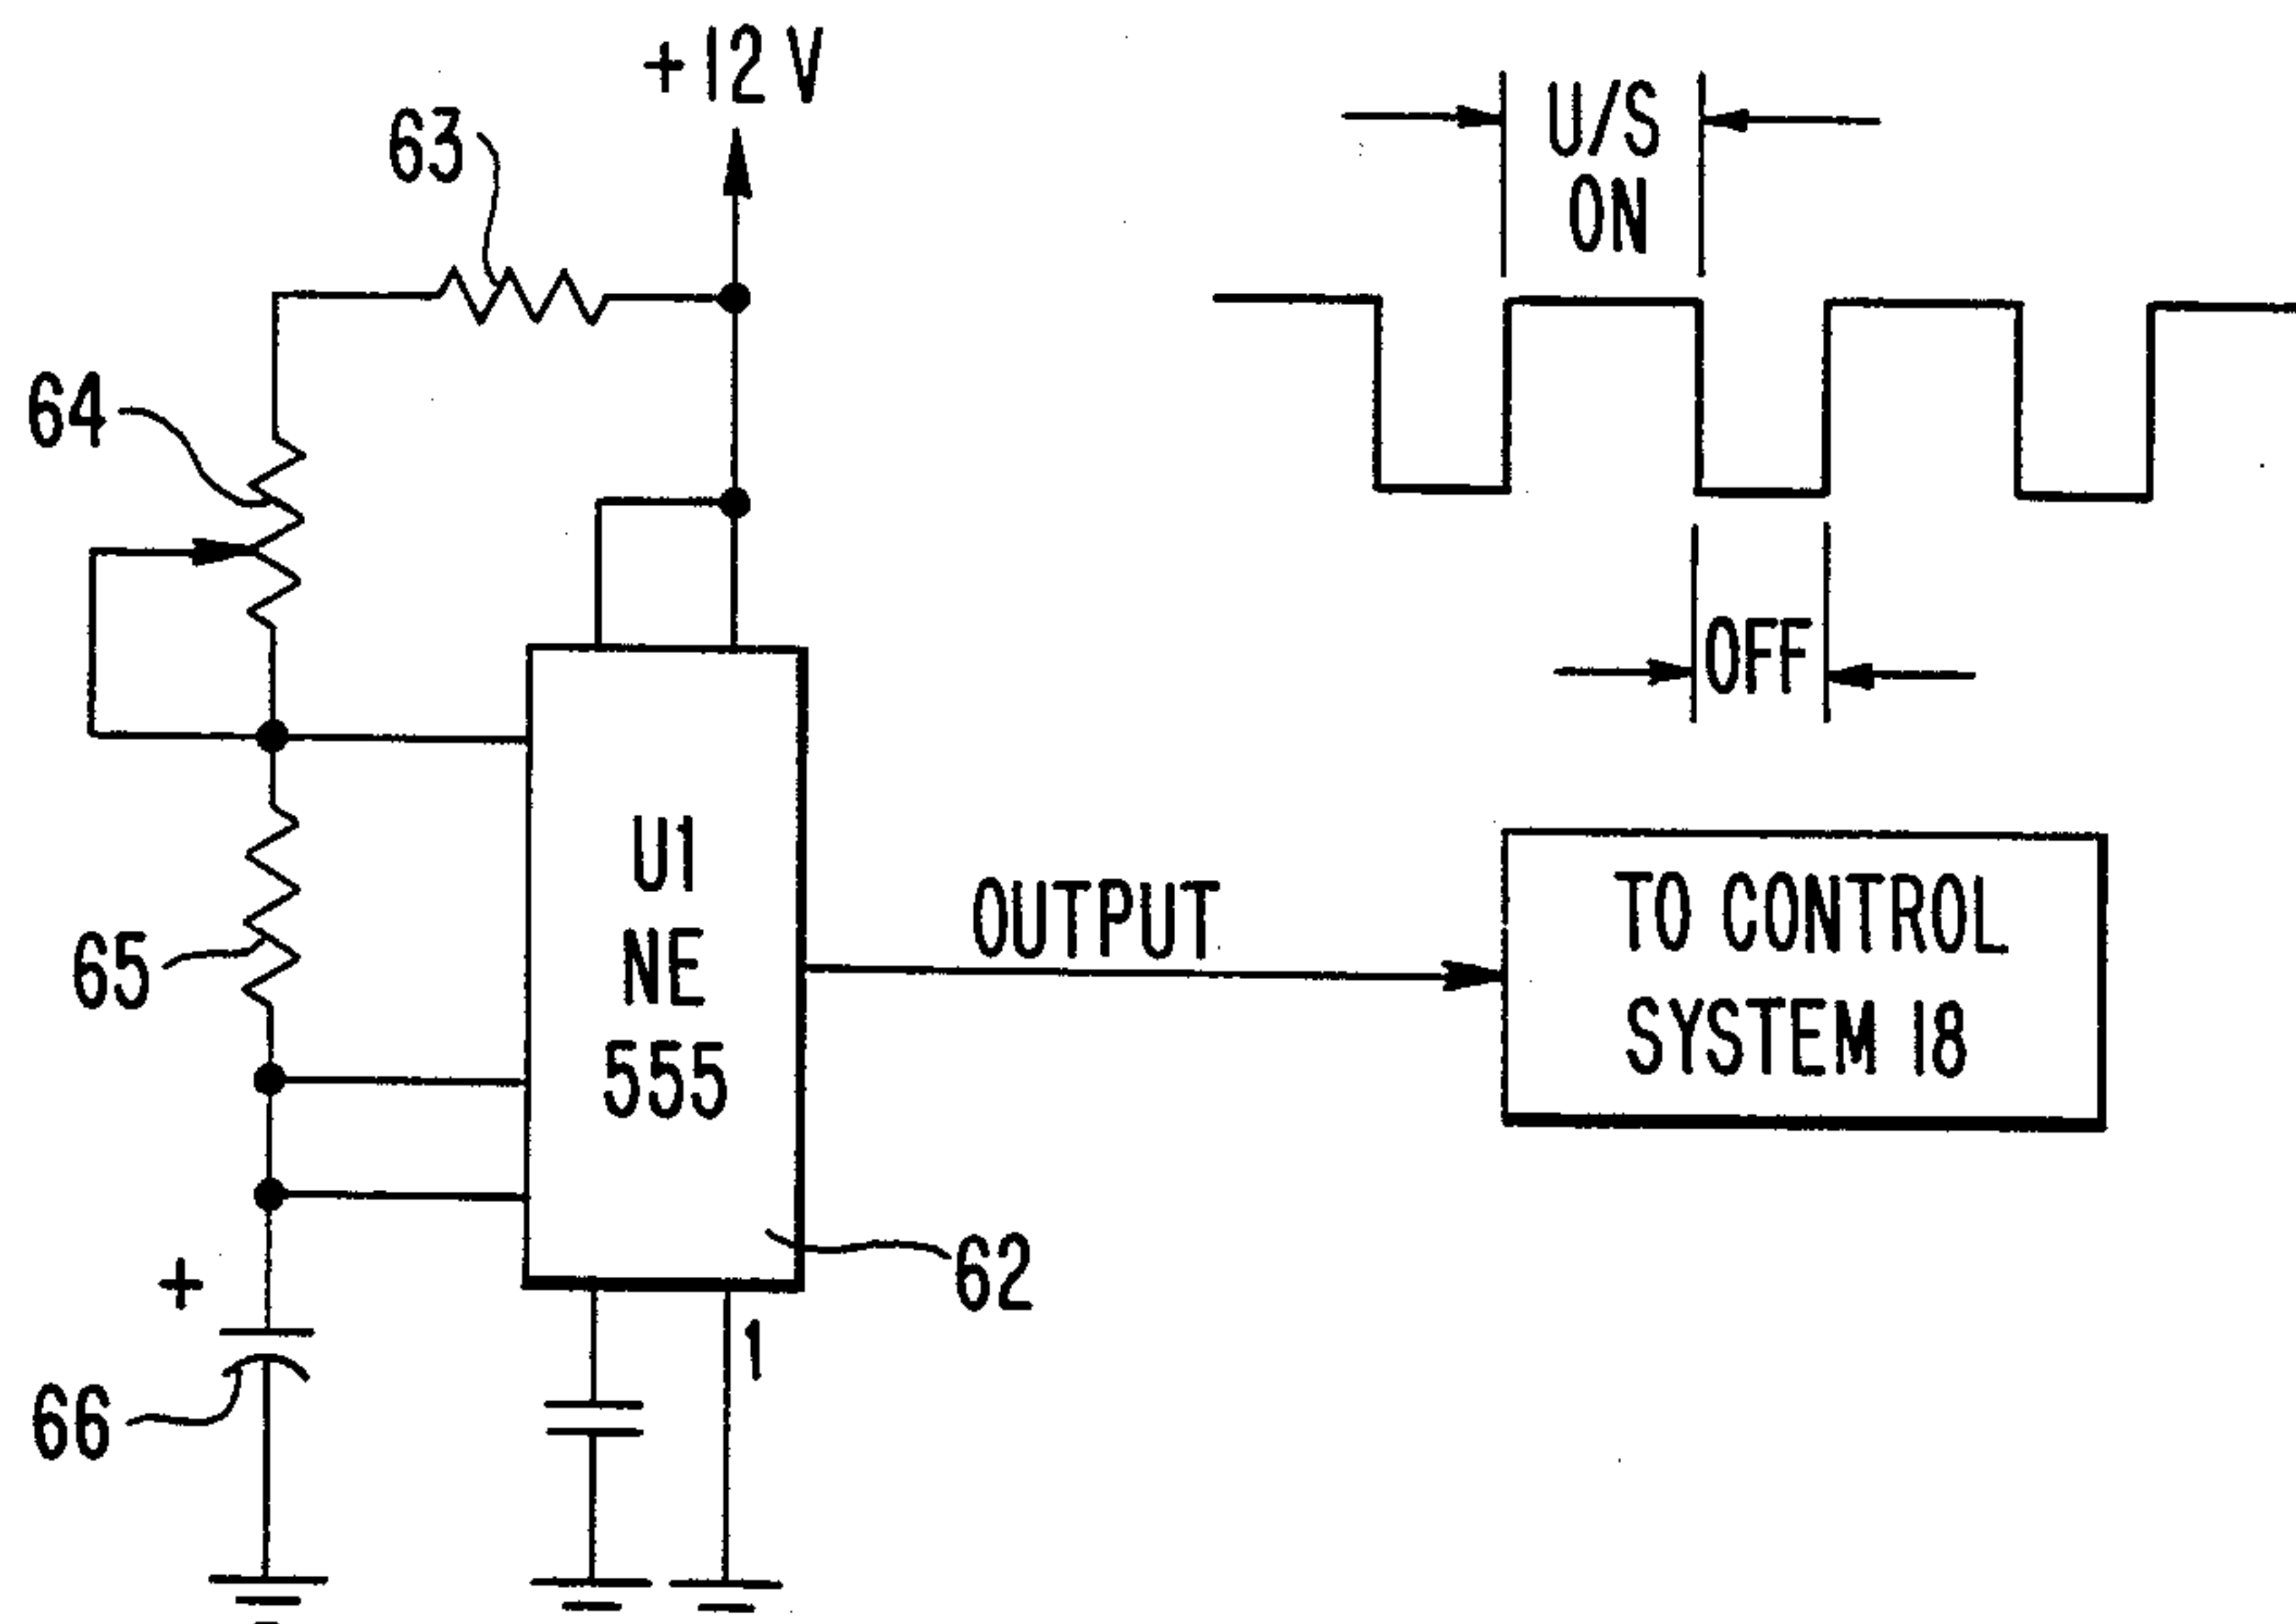 +12 V
63
U/S
ON
64
OFF
U1
NE
555
OUTPUT
TO CONTROL
SYSTEM 18
65
+
62
1
66